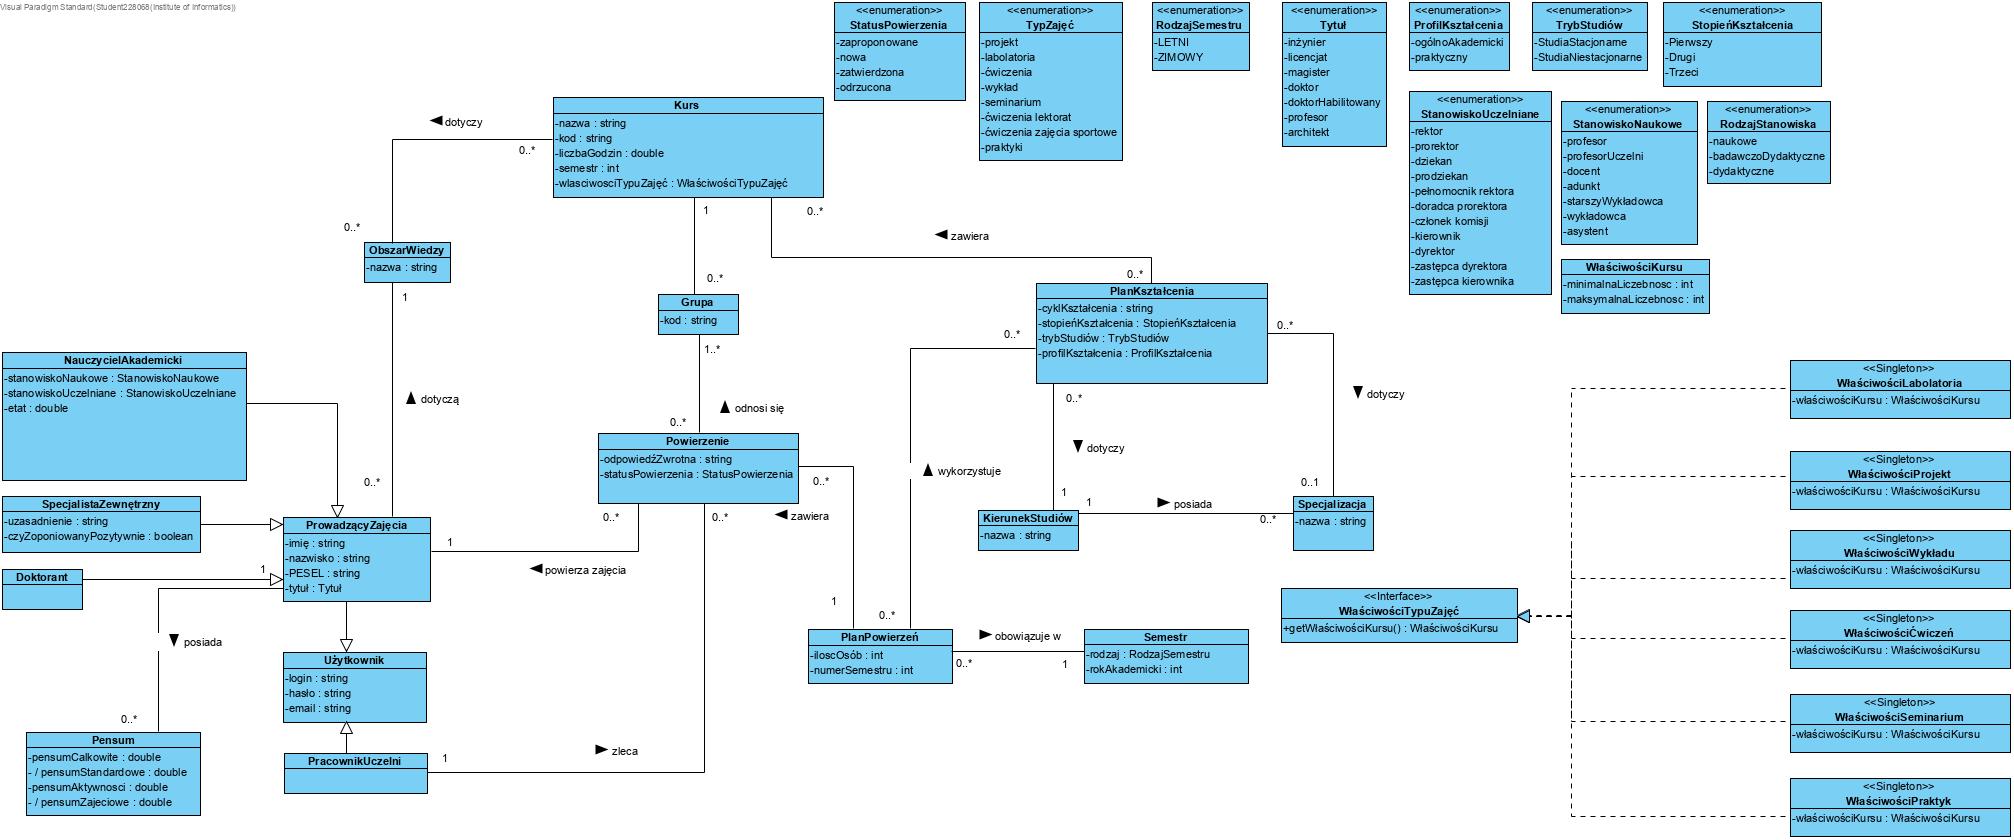 Visual Paradigm Standard(Student228068(Institute of Informatics))
<<enumeration>>
StatusPowierzenia
-zaproponowane
-nowa
-zatwierdzona
-odrzucona
<<enumeration>>
TypZajęć
-projekt
-labolatoria
-ćwiczenia
-wykład
-seminarium
-ćwiczenia lektorat
-ćwiczenia zajęcia sportowe
-praktyki
<<enumeration>>
RodzajSemestru
-LETNI
-ZIMOWY
<<enumeration>>
Tytuł
-inżynier
-licencjat
-magister
-doktor
-doktorHabilitowany
-profesor
-architekt
<<enumeration>>
ProfilKształcenia
-ogólnoAkademicki
-praktyczny
<<enumeration>>
TrybStudiów
-StudiaStacjonarne
-StudiaNiestacjonarne
<<enumeration>>
StopieńKształcenia
-Pierwszy
-Drugi
-Trzeci
<<enumeration>>
StanowiskoUczelniane
-rektor
-prorektor
-dziekan
-prodziekan
-pełnomocnik rektora
-doradca prorektora
-członek komisji
-kierownik
-dyrektor
-zastępca dyrektora
-zastępca kierownika
<<enumeration>>
StanowiskoNaukowe
-profesor
-profesorUczelni
-docent
-adunkt
-starszyWykładowca
-wykładowca
-asystent
<<enumeration>>
RodzajStanowiska
-naukowe
-badawczoDydaktyczne
-dydaktyczne
WłaściwościKursu
-minimalnaLiczebnosc : int
-maksymalnaLiczebnosc : int
Kurs
-nazwa : string
-kod : string
-liczbaGodzin : double
-semestr : int
-wlasciwosciTypuZajęć : WłaściwościTypuZajęć
dotyczy
0..*
0..*
1
0..*
zawiera
0..*
0..*
ObszarWiedzy
-nazwa : string
1
Grupa
-kod : string
1..*
PlanKształcenia
-cyklKształcenia : string
-stopieńKształcenia : StopieńKształcenia
-trybStudiów : TrybStudiów
-profilKształcenia : ProfilKształcenia
0..*
0..*
0..*
NauczycielAkademicki
-stanowiskoNaukowe : StanowiskoNaukowe
-stanowiskoUczelniane : StanowiskoUczelniane
-etat : double
dotyczą
odnosi się
0..*
dotyczy
dotyczy
Powierzenie
-odpowiedźZwrotna : string
-statusPowierzenia : StatusPowierzenia
0..*
wykorzystuje
0..*
0..*
0..*
zawiera
0..1
1
1
posiada
0..*
KierunekStudiów
-nazwa : string
Specjalizacja
-nazwa : string
SpecjalistaZewnętrzny
-uzasadnienie : string
-czyZoponiowanyPozytywnie : boolean
ProwadzącyZajęcia
-imię : string
-nazwisko : string
-PESEL : string
-tytuł : Tytuł
1
powierza zajęcia
Doktorant
1
posiada
0..*
1
0..*
PlanPowierzeń
-iloscOsób : int
-numerSemestru : int
obowiązuje w
0..*
1
Semestr
-rodzaj : RodzajSemestru
-rokAkademicki : int
Użytkownik
-login : string
-hasło : string
-email : string
Pensum
-pensumCalkowite : double
- / pensumStandardowe : double
-pensumAktywnosci : double
- / pensumZajeciowe : double
PracownikUczelni
1
zleca
<<Interface>>
WłaściwościTypuZajęć
+getWłaściwościKursu() : WłaściwościKursu
<<Singleton>>
WłaściwościLabolatoria
-właściwościKursu : WłaściwościKursu
<<Singleton>>
WłaściwościProjekt
-właściwościKursu : WłaściwościKursu
<<Singleton>>
WłaściwościWykładu
-właściwościKursu : WłaściwościKursu
<<Singleton>>
WłaściwościĆwiczeń
-właściwościKursu : WłaściwościKursu
<<Singleton>>
WłaściwościSeminarium
-właściwościKursu : WłaściwościKursu
<<Singleton>>
WłaściwościPraktyk
-właściwościKursu : WłaściwościKursu